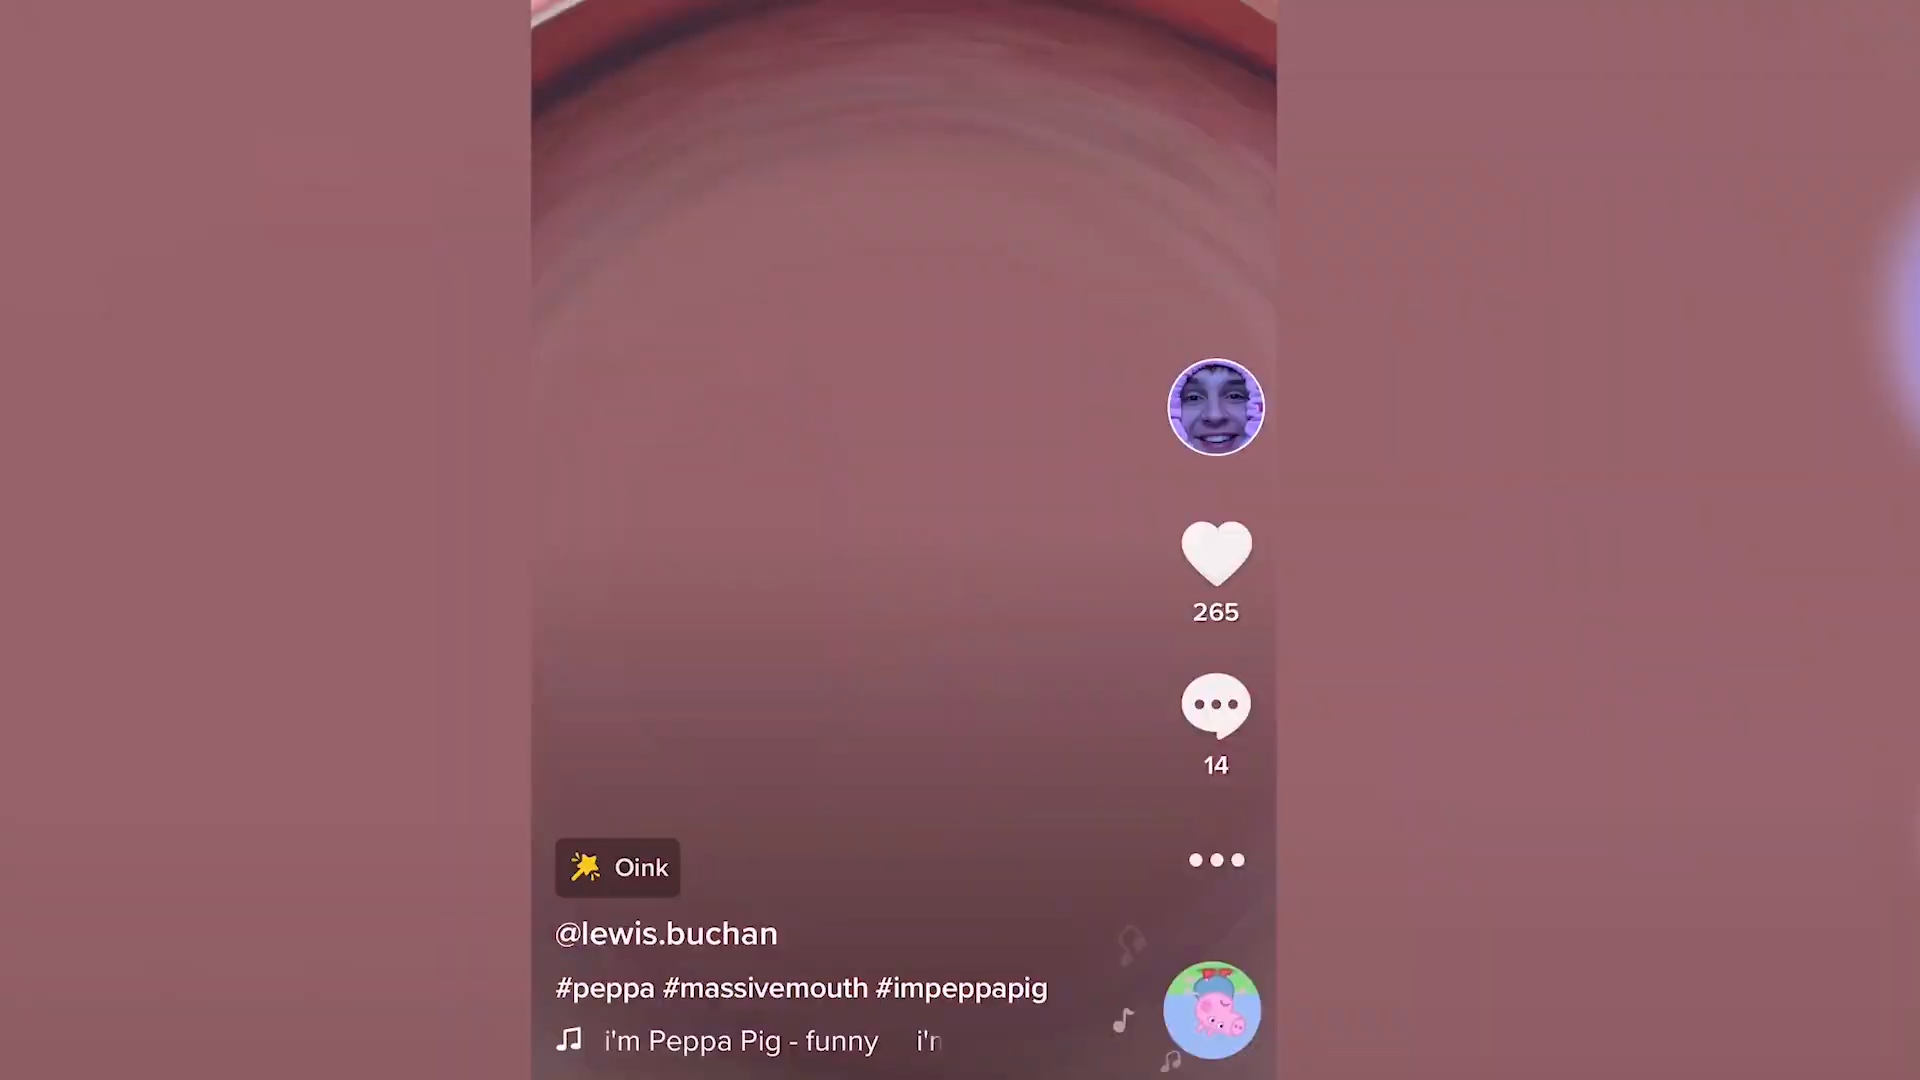 265
14
Oink
@lewis.buchan
#peppa #massivemouth #impeppapig
i'm Peppa Pig - funny i'